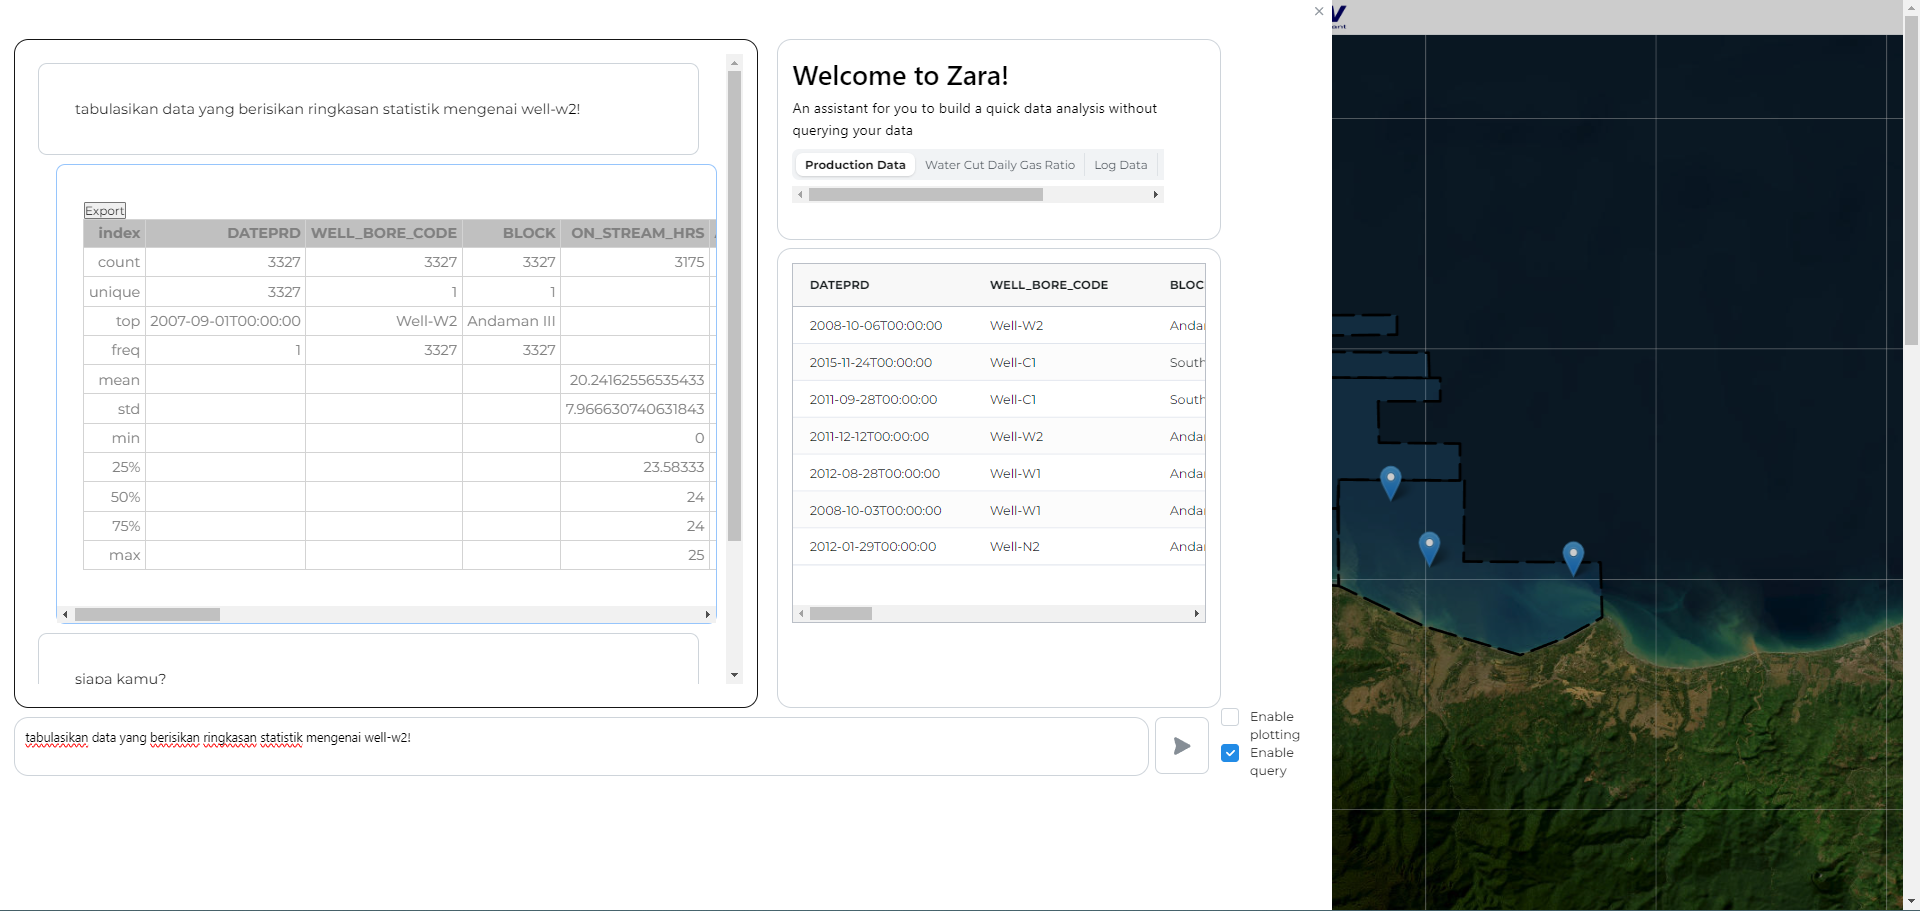 tabulasikan data yang berisikan ringkasan statistik mengenai well-w2!
Export
index DATEPRD WELL_BORE_CODE BLOCK ON_STREAM_HRS
count 3327 3327 3327 3175
unique 3327 1 1
top 2007-09-01T00:00:00 Well-W2 Andaman III
freq 1 3327 3327
mean 20.24162556535433
std 7.966630740631843
min 0
25% 23.58333
50% 24
75% 24
max 25
siapa kamu?
tabulasikan data yang berisikan ringkasan statistik mengenai well-w2!
Welcome to Zara!
An assistant for you to build a quick data analysis without
querying your data
Production Data Water Cut Daily Gas Ratio Log Data
DATEPRD WELL_BORE_CODE BLOC
2008-10-06T00:00:00 Well-W2 Anda
2015-11-24T00:00:00 Well-C1 South
2011-09-28T00:00:00 Well-C1 South
2011-12-12T00:00:00 Well-W2 Anda
2012-08-28T00:00:00 Well-W1 Anda
2008-10-03T00:00:00 Well-W1 Anda
2012-01-29T00:00:00 Well-N2 Anda
Enable
plotting
Enable
query